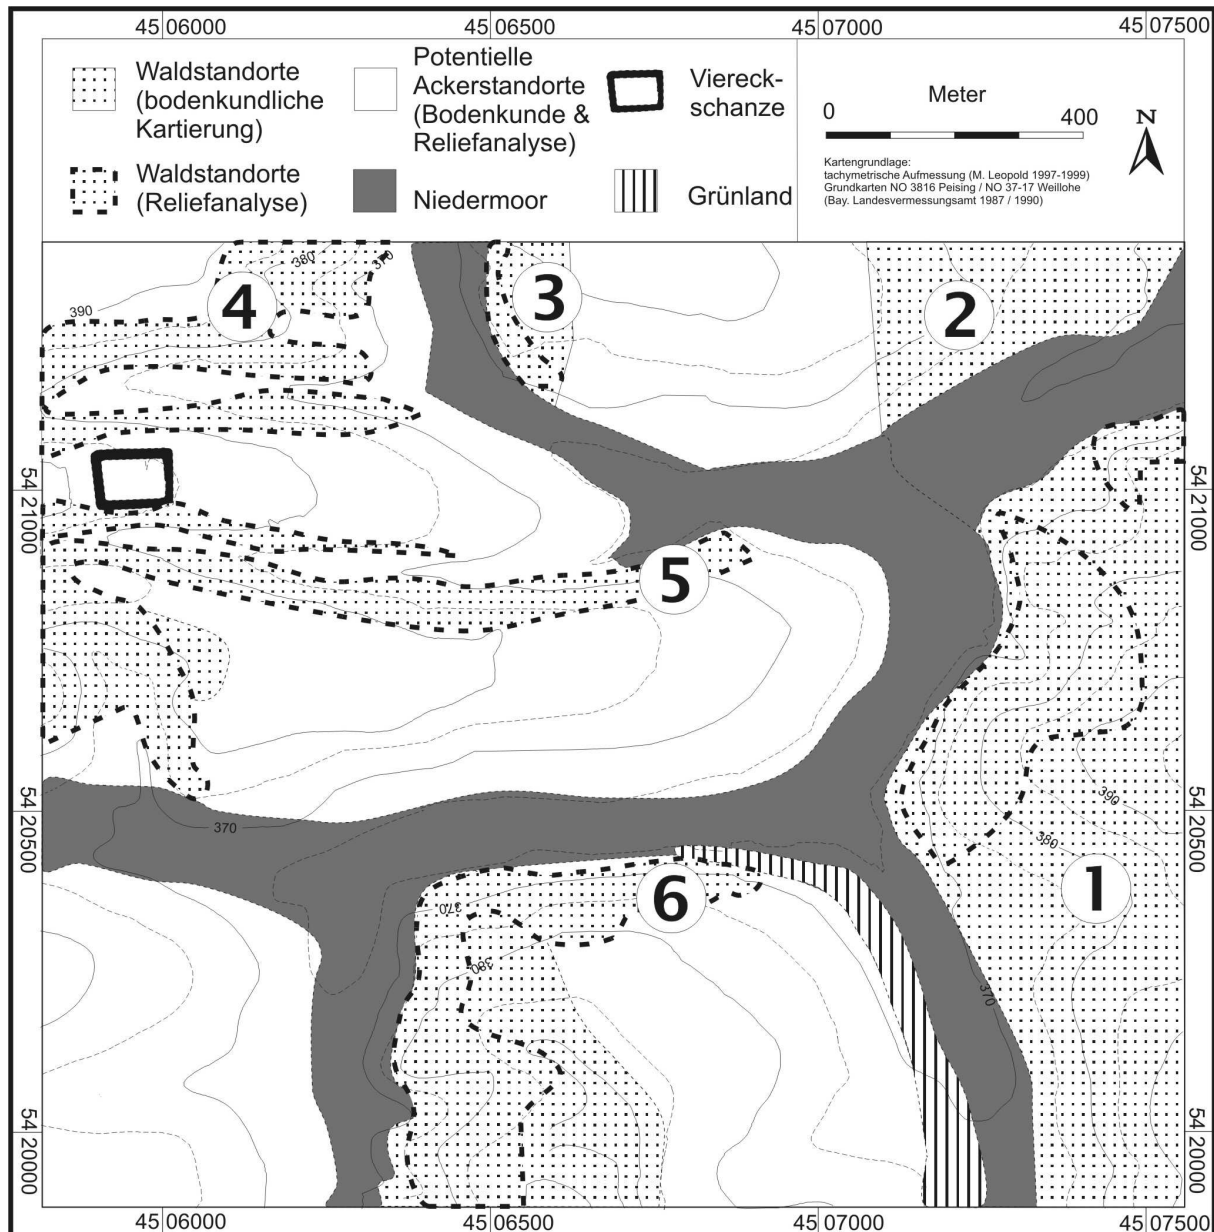 45 06000
45 06500
45 07000
45 07500
Waldstandorte
(bodenkundliche
Kartierung)
Potentielle
Ackerstandorte
(Bodenkunde &
Reliefanalyse)
Viereck-
schanze
Waldstandorte
(Reliefanalyse)
Niedermoor
Grünland
Meter
0
400
N
Kartengrundlage:
tachymetrische Aufmessung (M. Leopold 1997-1999)
Grundkarten NO 3816 Peising / NO 37-17 Weillohe
(Bay. Landesvermessungsamt 1987 / 1990)
380
370
390
4
3
2
54 21000
54 21000
5
390
380
370
54 20500
54 20500
1
6
370
380
370
54 20000
54 20000
45 06000
45 06500
45 07000
45 07500